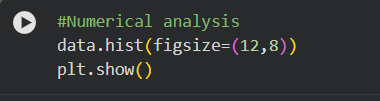 #Numerical analysis
data.hist(figsize=(12,8))
plt.show()